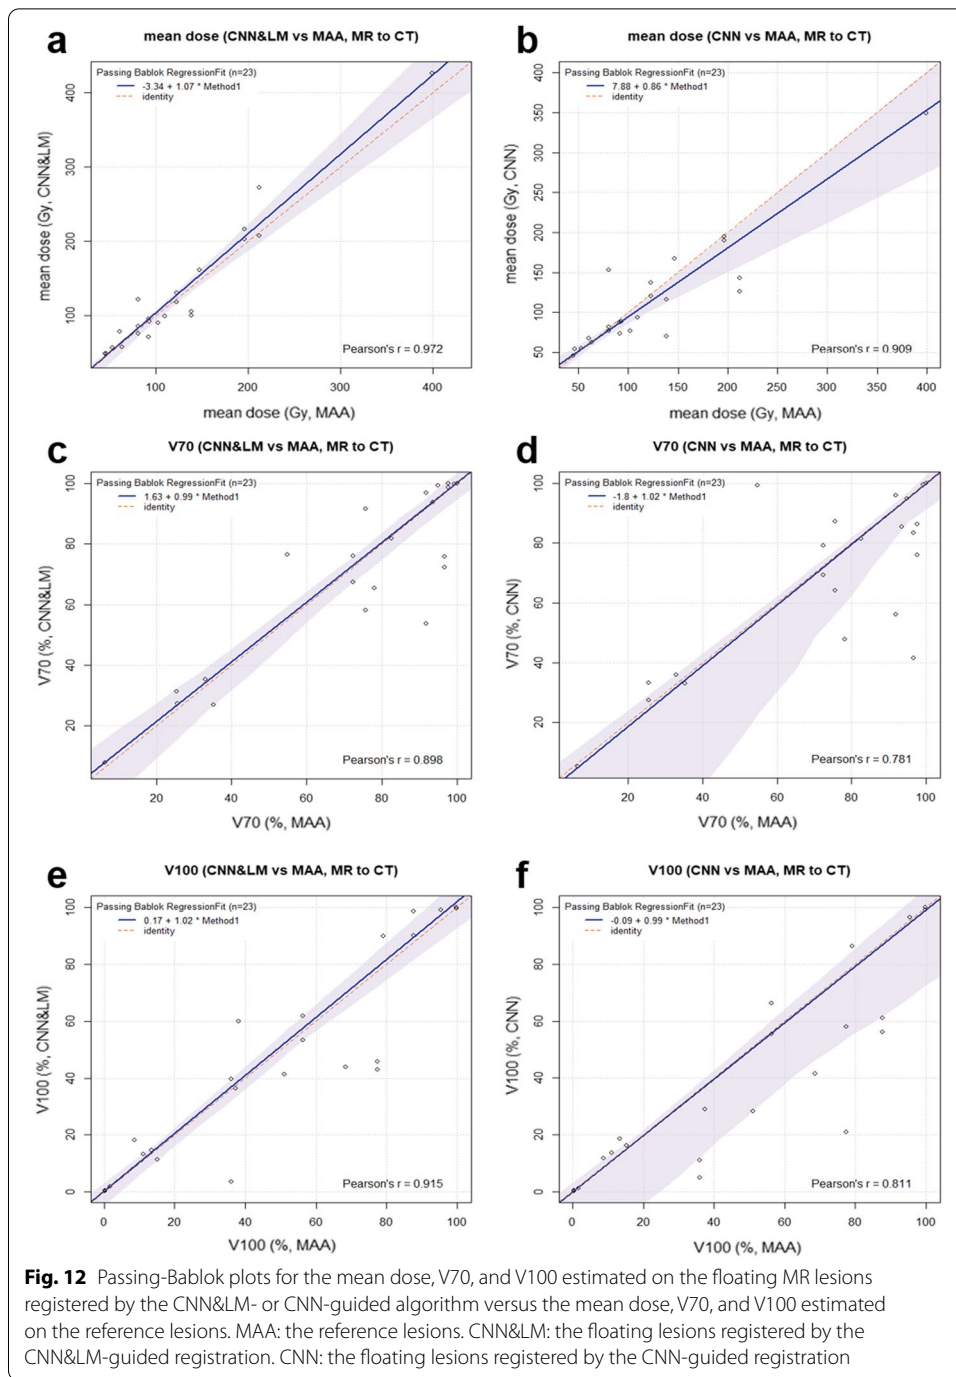 a
mean dose (CNN&LM vs MAA, MR to CT)
Passing Bablok RegressionFit (n=23)
-3.34 + 1.07 * Method1
identity
400
300
200
100
mean dose (Gy, CNN&LM)
Pearson's r = 0.972
100 200 300 400
mean dose (Gy, MAA)
b
mean dose (CNN vs MAA, MR to CT)
Passing Bablok RegressionFit (n=23)
7.88 + 0.86 * Method1
identity
400
350
300
250
200
150
100
50
mean dose (Gy, CNN)
Pearson's r = 0.909
50 100 150 200 250 300 350 400
mean dose (Gy, MAA)
c
V70 (CNN&LM vs MAA, MR to CT)
Passing Bablok RegressionFit (n=23)
1.63 + 0.99 * Method1
identity
100
80
60
40
20
V70 (%, CNN&LM)
Pearson's r = 0.898
20 40 60 80 100
V70 (%, MAA)
d
V70 (CNN vs MAA, MR to CT)
Passing Bablok RegressionFit (n=23)
-1.8 + 1.02 * Method1
identity
100
80
60
40
20
V70 (%, CNN)
Pearson's r = 0.781
20 40 60 80 100
V70 (%, MAA)
e
V100 (CNN&LM vs MAA, MR to CT)
Passing Bablok RegressionFit (n=23)
0.17 + 1.02 * Method1
identity
100
80
60
40
20
0
V100 (%, CNN&LM)
Pearson's r = 0.915
0 20 40 60 80 100
V100 (%, MAA)
f
V100 (CNN vs MAA, MR to CT)
Passing Bablok RegressionFit (n=23)
-0.09 + 0.99 * Method1
identity
100
80
60
40
20
0
V100 (%, CNN)
Pearson's r = 0.811
0 20 40 60 80 100
V100 (%, MAA)
Fig. 12 Passing-Bablok plots for the mean dose, V70, and V100 estimated on the floating MR lesions
registered by the CNN&LM- or CNN-guided algorithm versus the mean dose, V70, and V100 estimated
on the reference lesions. MAA: the reference lesions. CNN&LM: the floating lesions registered by the
CNN&LM-guided registration. CNN: the floating lesions registered by the CNN-guided registration